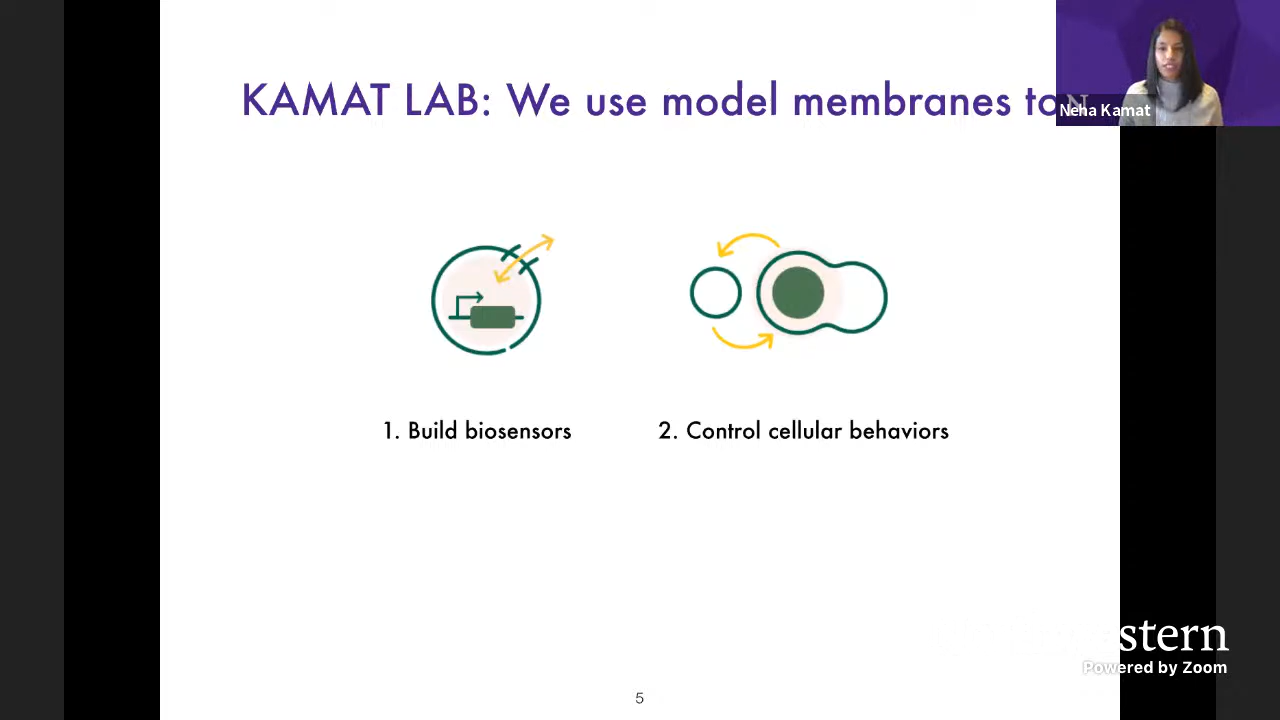 KAMAT LAB: We use model membranes to
N
Neha Kamat
1. Build biosensors
2. Control cellular behaviors
stern
Powered by Zoom
5